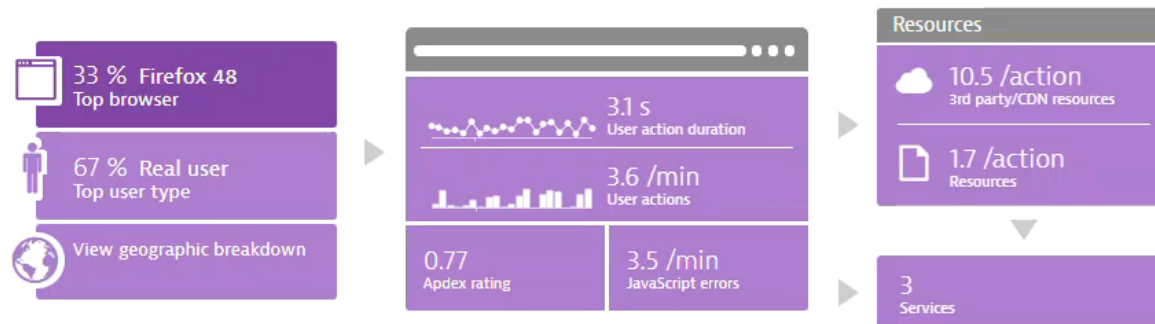 33 % Firefox 48
Top browser
67 % Real user
Top user type
View geographic breakdown
3.1 s
User action duration
3.6 /min
User actions
0.77
Apdex rating
3.5 /min
JavaScript errors
Resources
10.5 /action
3rd party/CDN resources
1.7 /action
Resources
3
Services